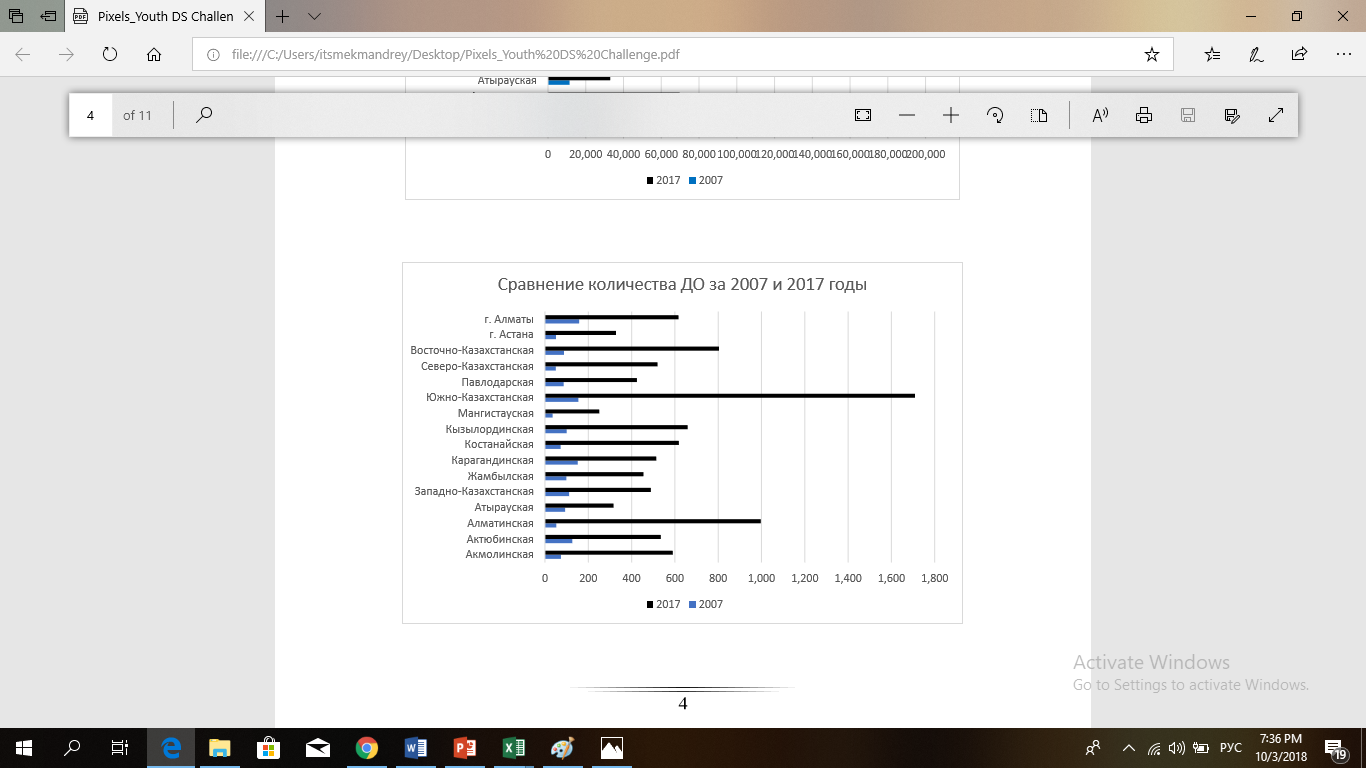 Pixels_Youth DS Challen
file:///C:/Users/itsmekmandrey/Desktop/Pixels_Youth%20DS%20Challenge.pdf
Атырауская
4 of 11
0 20,000 40,000 60,000 80,000 100,000 120,000 140,000 160,000 180,000 200,000
2017 2007
Сравнение количества ДО за 2007 и 2017 годы
г. Алматы
г. Астана
Восточно-Казахстанская
Северо-Казахстанская
Павлодарская
Южно-Казахстанская
Мангистауская
Кызылординская
Костанайская
Карагандинская
Жамбылская
Западно-Казахстанская
Атырауская
Алматинская
Актюбинская
Акмолинская
0 200 400 600 800 1,000 1,200 1,400 1,600 1,800
2017 2007
Activate Windows
Go to Settings to activate Windows.
4
РУС
7:36 PM
10/3/2018
19